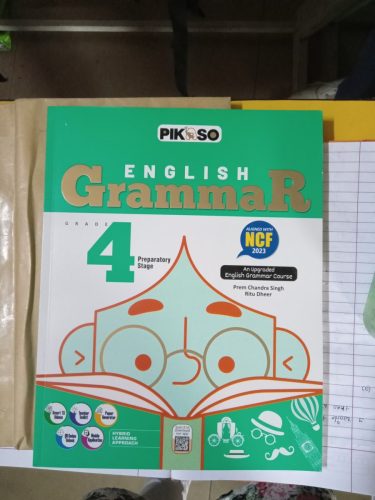 PIKASO
ENGLISH
GrammaR
GRADE
4
Preparatory
Stage
ALIGNED WITH
NCF
2023
An Upgraded
English Grammar Course
Prem Chandra Singh
Ritu Dheer
HYBRID
LEARNING
APPROACH